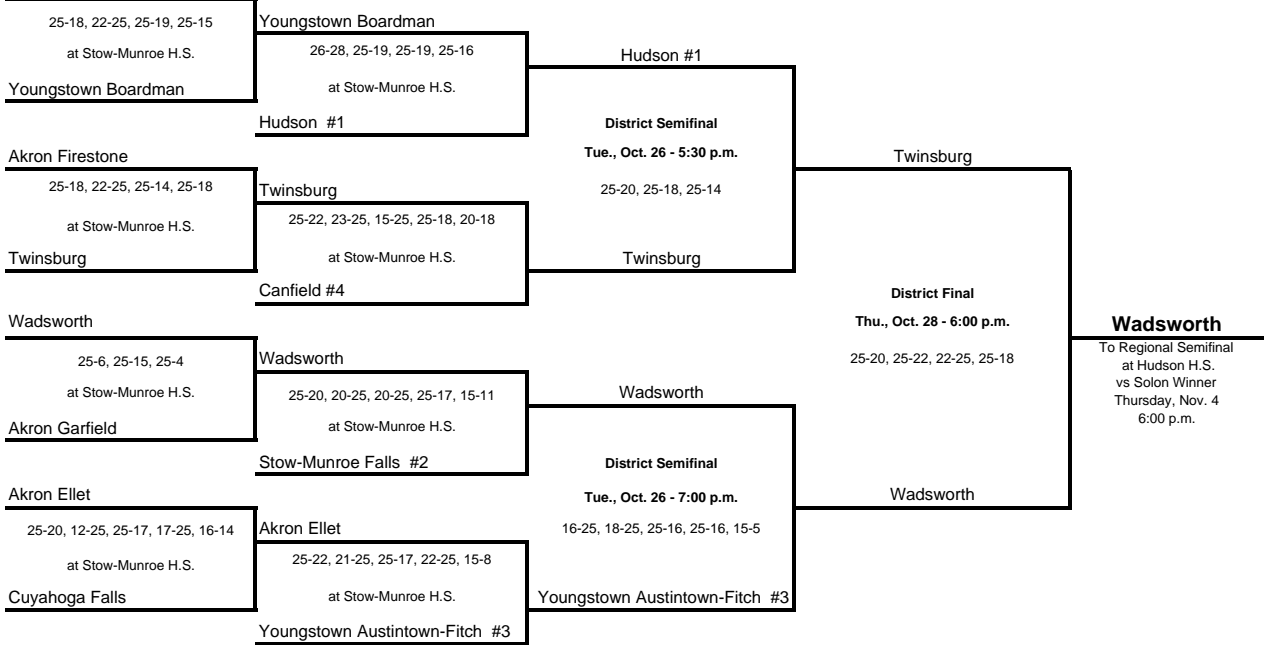 25-18, 22-25, 25-19, 25-15
at Stow-Munroe H.S.
Youngstown Boardman
Akron Firestone
25-18, 22-25, 25-14, 25-18
at Stow-Munroe H.S.
Twinsburg
Wadsworth
25-6, 25-15, 25-4
at Stow-Munroe H.S.
Akron Garfield
Akron Ellet
25-20, 12-25, 25-17, 17-25, 16-14
at Stow-Munroe H.S.
Cuyahoga Falls
Youngstown Boardman
26-28, 25-19, 25-19, 25-16
at Stow-Munroe H.S.
Hudson #1
Twinsburg
25-22, 23-25, 15-25, 25-18, 20-18
at Stow-Munroe H.S.
Canfield #4
Wadsworth
25-20, 20-25, 20-25, 25-17, 15-11
at Stow-Munroe H.S.
Stow-Munroe Falls #2
Akron Ellet
25-22, 21-25, 25-17, 22-25, 15-8
at Stow-Munroe H.S.
Youngstown Austintown-Fitch #3
Hudson #1
District Semifinal
Tue., Oct. 26 - 5:30 p.m.
25-20, 25-18, 25-14
Twinsburg
Wadsworth
District Semifinal
Tue., Oct. 26 - 7:00 p.m.
16-25, 18-25, 25-16, 25-16, 15-5
Youngstown Austintown-Fitch #3
Twinsburg
District Final
Thu., Oct. 28 - 6:00 p.m.
25-20, 25-22, 22-25, 25-18
Wadsworth
Wadsworth
To Regional Semifinal
at Hudson H.S.
vs Solon Winner
Thursday, Nov. 4
6:00 p.m.